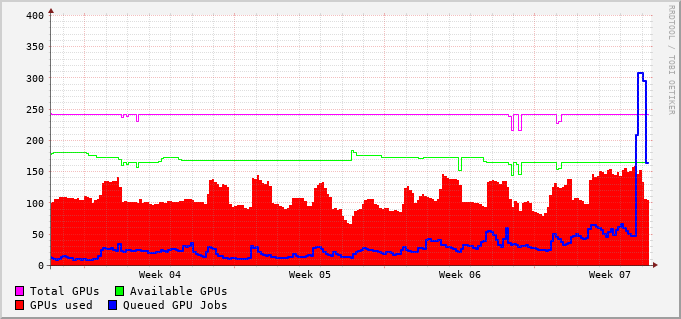 400
350
300
250
200
150
100
50
0
Week 04 Week 05 Week 06 Week 07
Total GPUs Available GPUs
GPUs used Queued GPU Jobs
RRDTOOL / TOBI OETIKER